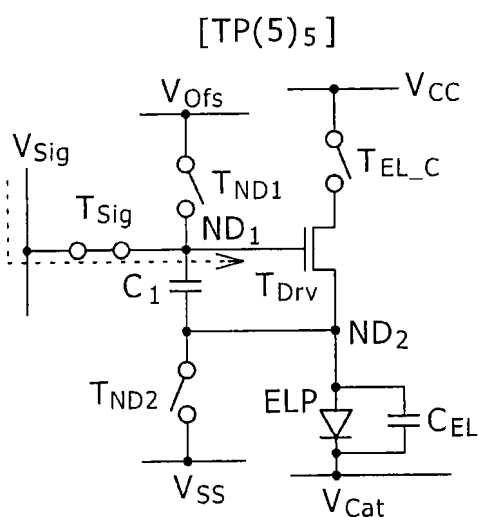 [TP(5)5]
VOfs
VCC
VSig
TND1
TEL_C
TSig
ND1
C1
TDrv
ND2
TND2
ELP
CEL
VSS
VCat